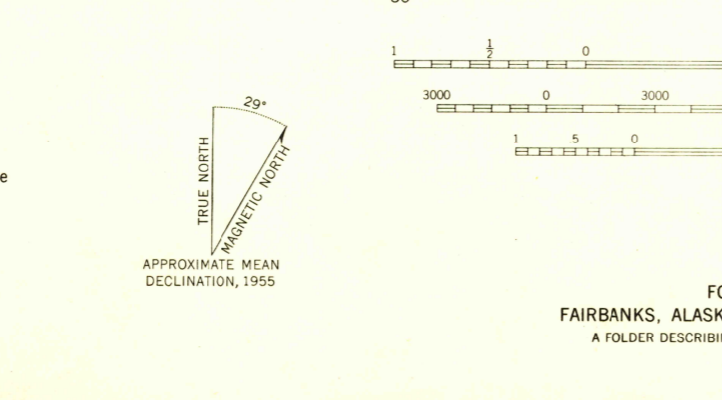 1 ½ 0
3000 0 3000
1 .5 0
29°
TRUE NORTH
MAGNETIC NORTH
e
APPROXIMATE MEAN
DECLINATION, 1955
FO
FAIRBANKS, ALASK
A FOLDER DESCRIBI